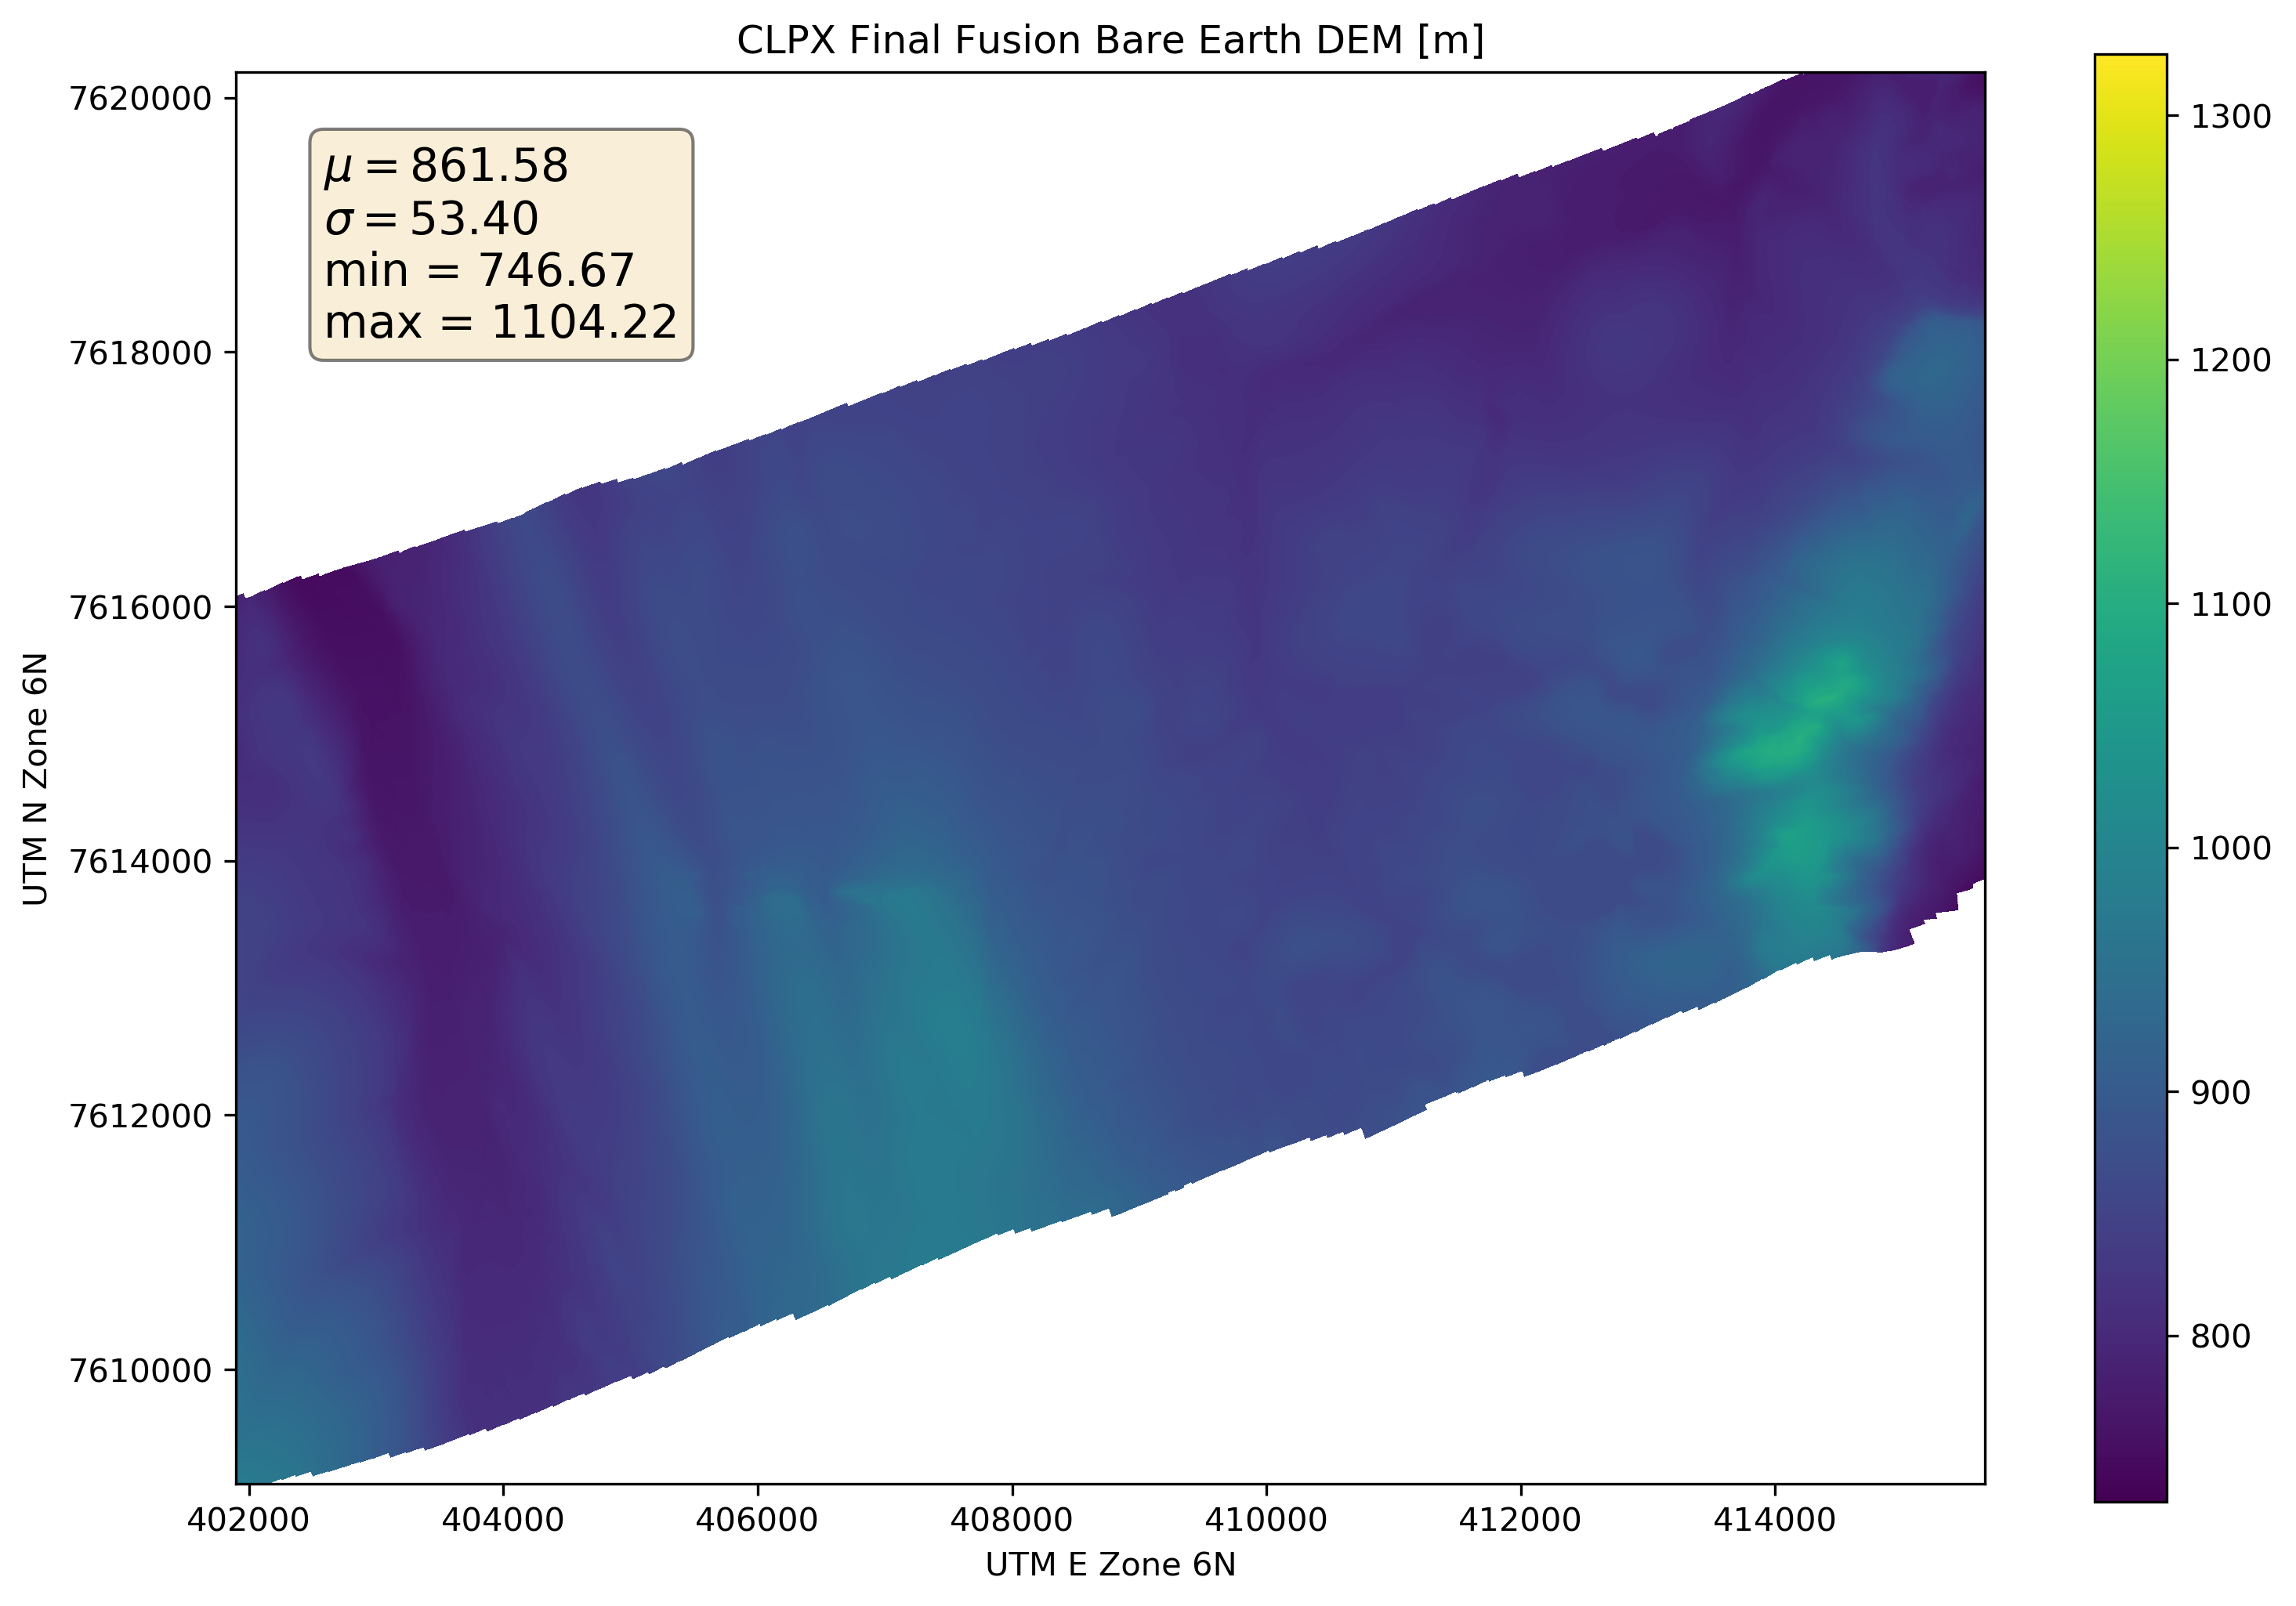 CLPX Final Fusion Bare Earth DEM [m]
μ = 861.58
σ = 53.40
min = 746.67
max = 1104.22
UTM N Zone 6N
7620000
7618000
7616000
7614000
7612000
7610000
402000 404000 406000 408000 410000 412000 414000
UTM E Zone 6N
1300
1200
1100
1000
900
800